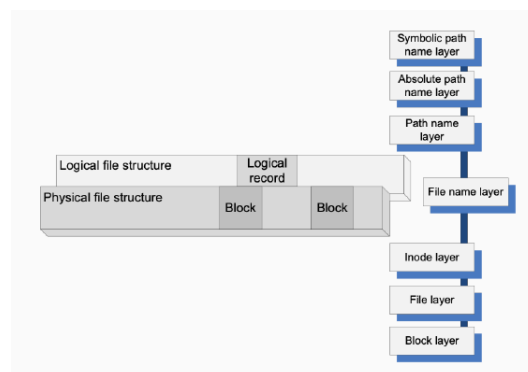 Symbolic path
name layer
Absolute path
name layer
Path name
layer
Logical file structure
Logical
record
Physical file structure
Block
Block
File name layer
Inode layer
File layer
Block layer